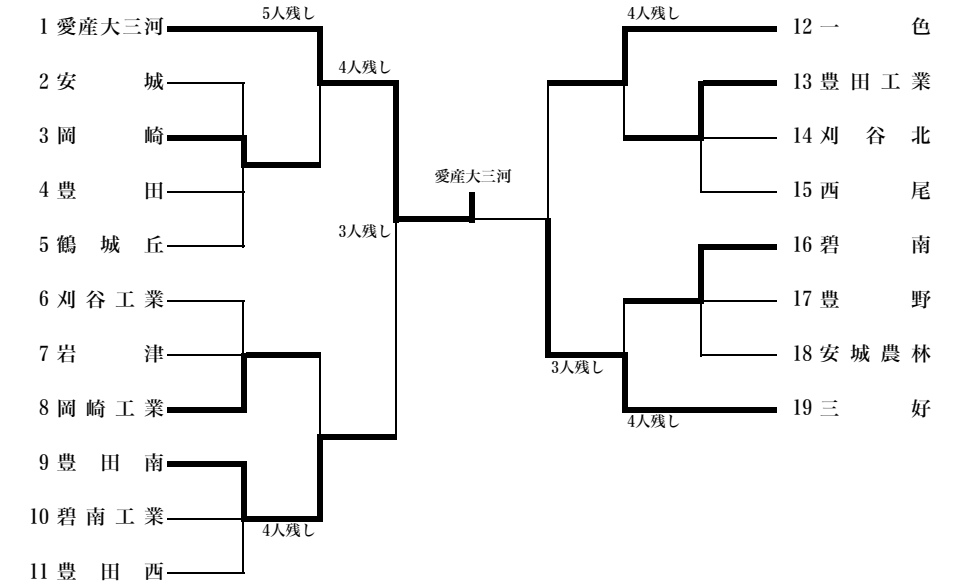 5人残し
1 愛産大三河
4人残し
2 安城
3 岡崎
4 豊田
5 鶴城丘
3人残し
6 刈谷工業
7 岩津
8 岡崎工業
9 豊田南
10 碧南工業
4人残し
11 豊田西
愛産大三河
4人残し
12 一色
13 豊田工業
14 刈谷北
15 西尾
16 碧南
17 豊野
18 安城農林
3人残し
19 三好
4人残し